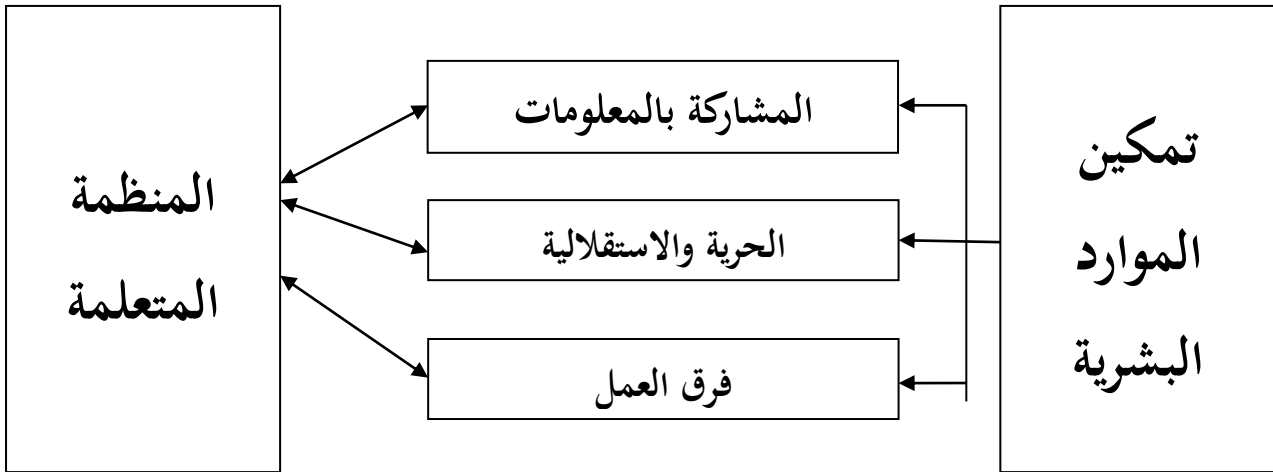 تمكين
الموارد
البشرية
المشاركة بالمعلومات
الحرية والاستقلالية
فرق العمل
المنظمة
المتعلمة